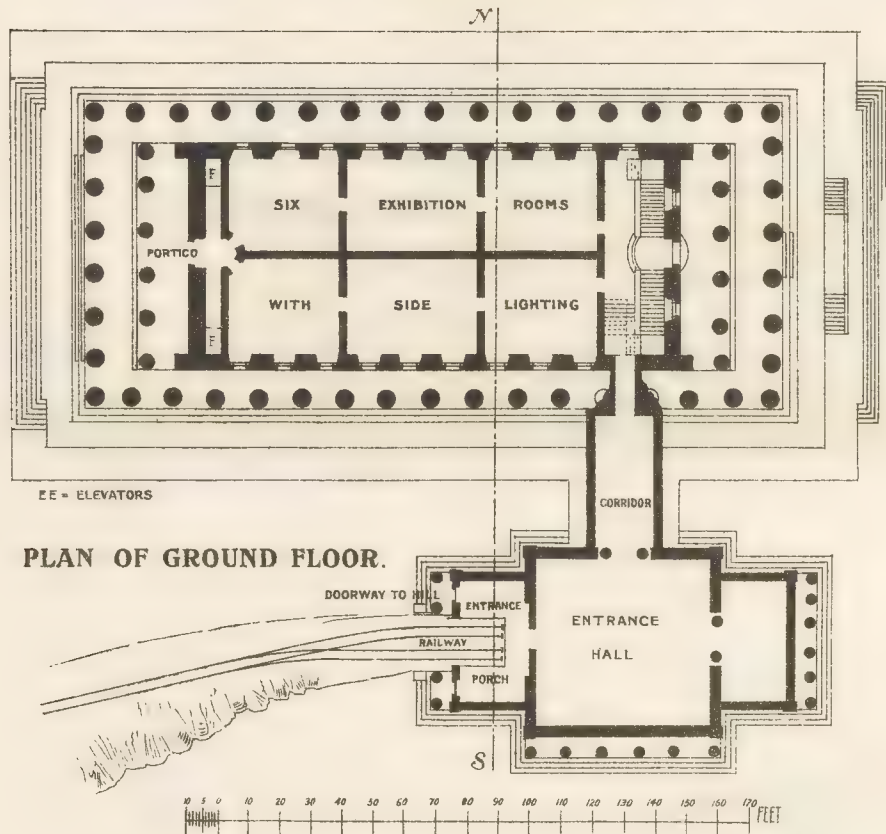 N
E
SIX EXHIBITION ROOMS
PORTICO
WITH SIDE LIGHTING
E
EE = ELEVATORS
CORRIDOR
PLAN OF GROUND FLOOR.
DOORWAY TO HILL
ENTRANCE
RAILWAY
PORCH
ENTRANCE
HALL
S
10 5 0 10 20 30 40 50 60 70 80 90 100 110 120 130 140 150 160 170 FEET